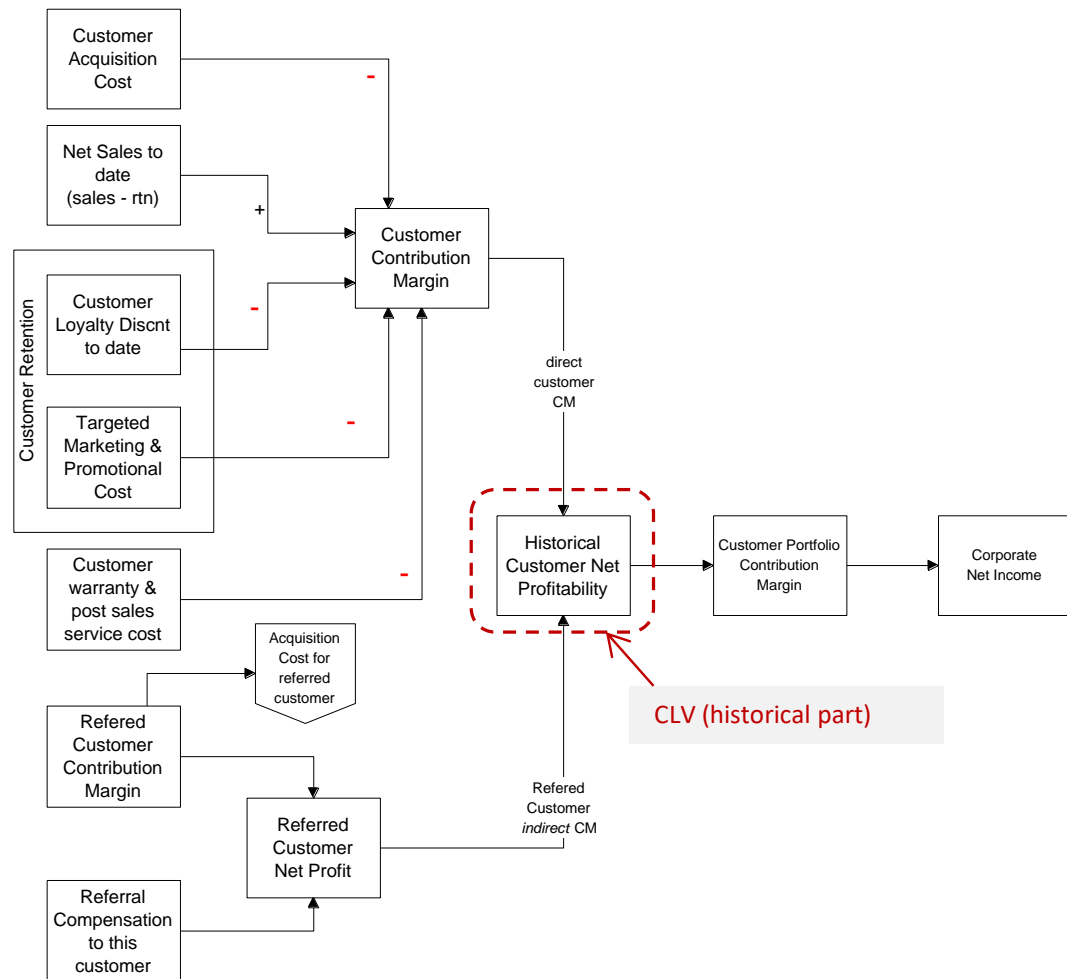 Customer
Acquisition
Cost
-
Net Sales to
date
(sales - rtn)
+
Customer
Contribution
Margin
Customer Retention
Customer
Loyalty Discnt
to date
-
Targeted
Marketing &
Promotional
Cost
-
direct
customer
CM
Customer
warranty &
post sales
service cost
-
Historical
Customer Net
Profitability
Customer Portfolio
Contribution
Margin
Corporate
Net Income
Acquisition
Cost for
referred
customer
CLV (historical part)
Refered
Customer
Contribution
Margin
Refered
Customer
indirect CM
Referred
Customer
Net Profit
Referral
Compensation
to this
customer